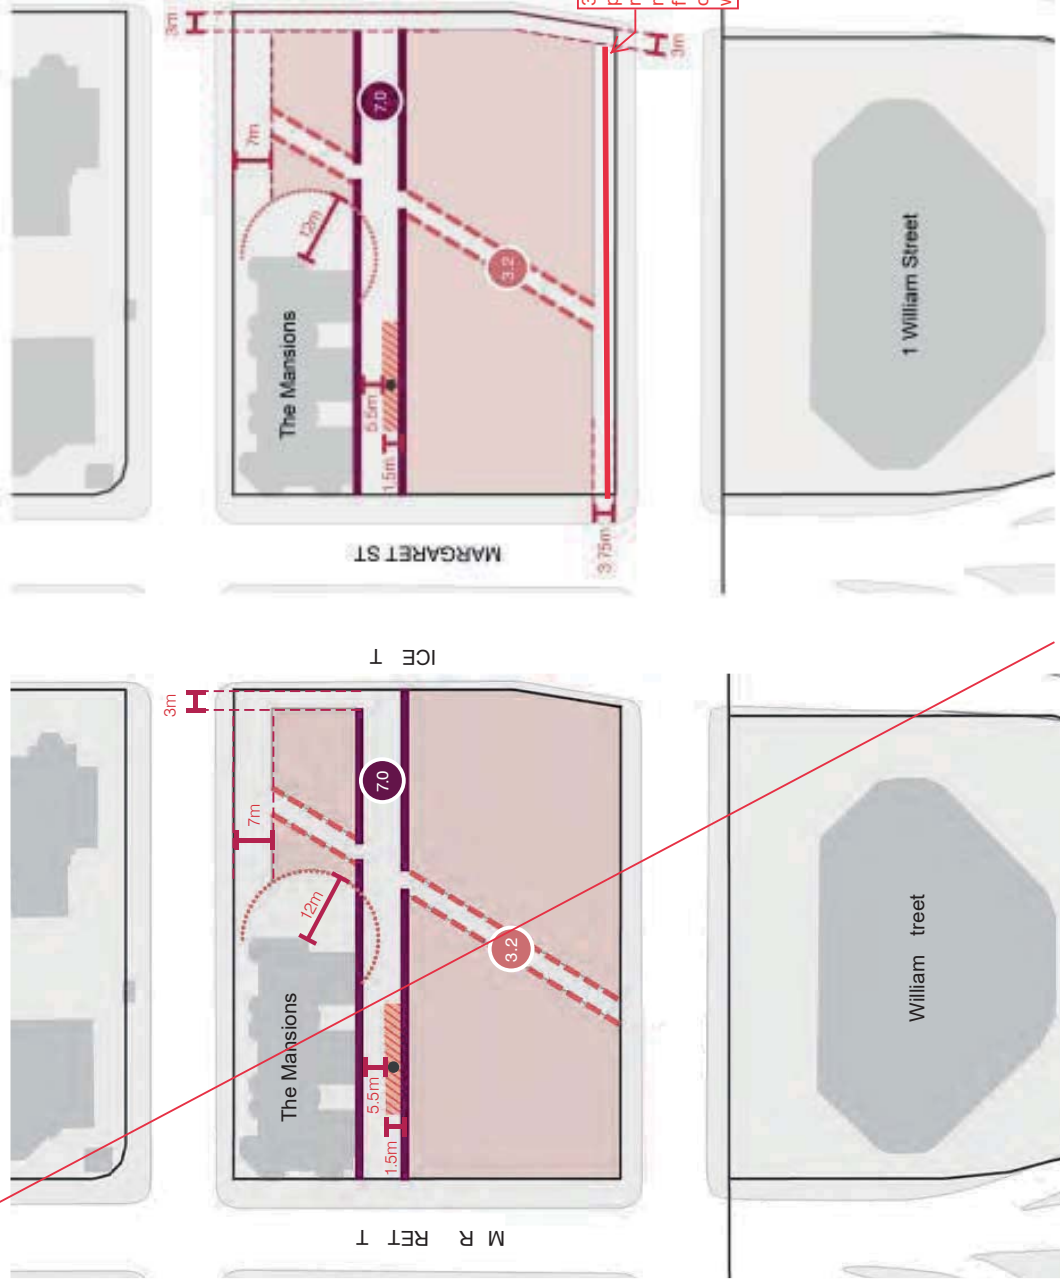 3m
7m
7.0
3m
12m
3.2
The Mansions
5.5m
1.5m
1 William Street
MARGARET ST
3.75m
ICE T
3m
7m
7.0
12m
3.2
The Mansions
5.5m
1.5m
William treet
M R RET T